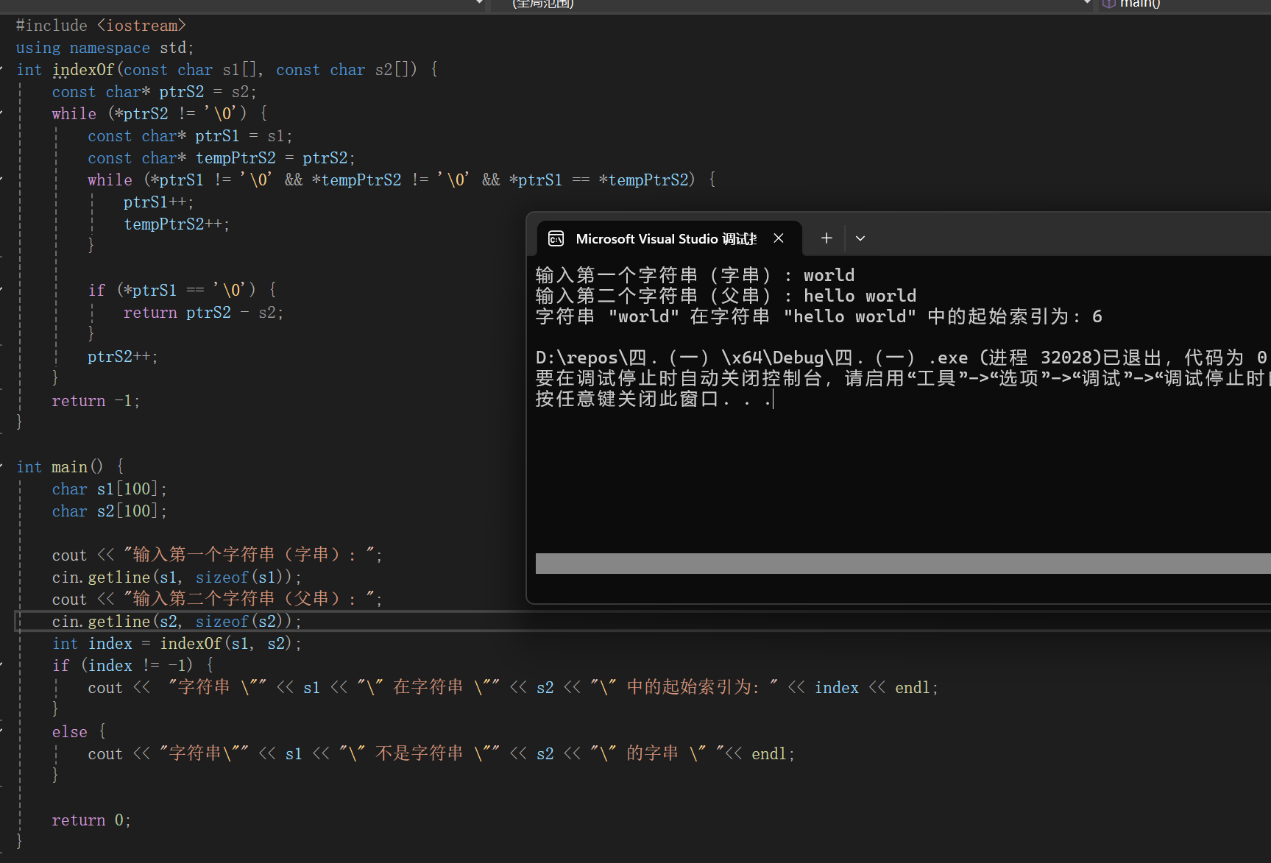 (全局范围)
main()
#include <iostream>
using namespace std;
int indexOf(const char s1[], const char s2[]) {
    const char* ptrS2 = s2;
    while (*ptrS2 != '\0') {
        const char* ptrS1 = s1;
        const char* tempPtrS2 = ptrS2;
        while (*ptrS1 != '\0' && *tempPtrS2 != '\0' && *ptrS1 == *tempPtrS2) {
            ptrS1++;
            tempPtrS2++;
        }
        if (*ptrS1 == '\0') {
            return ptrS2 - s2;
        }
        ptrS2++;
    }
    return -1;
}
int main() {
    char s1[100];
    char s2[100];
    cout << "输入第一个字符串（字串）: ";
    cin.getline(s1, sizeof(s1));
    cout << "输入第二个字符串（父串）: ";
    cin.getline(s2, sizeof(s2));
    int index = indexOf(s1, s2);
    if (index != -1) {
        cout <<  "字符串 \"" << s1 << "\" 在字符串 \"" << s2 << "\" 中的起始索引为: " << index << endl;
    }
    else {
        cout << "字符串\"" << s1 << "\" 不是字符串 \"" << s2 << "\" 的字串 \" "<< endl;
    }
    return 0;
}
Microsoft Visual Studio 调试
输入第一个字符串（字串）: world
输入第二个字符串（父串）: hello world
字符串 "world" 在字符串 "hello world" 中的起始索引为: 6
D:\repos\四.（一）\x64\Debug\四.（一）.exe (进程 32028)已退出，代码为 0
要在调试停止时自动关闭控制台，请启用“工具”->“选项”->“调试”->“调试停止时
按任意键关闭此窗口. . .